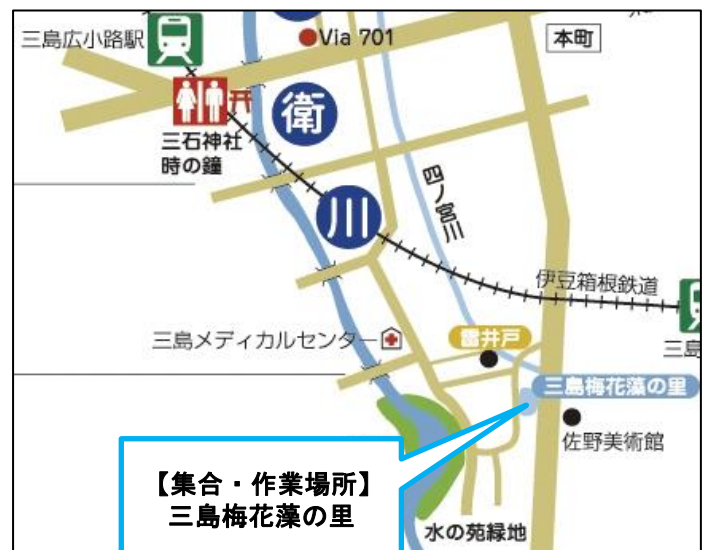 三島広小路駅
Via 701
本町
衛
三石神社
時の鐘
四ノ宮川
川
伊豆箱根鉄道
三島メディカルセンター
雷井戸
三島
三島梅花藻の里
佐野美術館
【集合・作業場所】
三島梅花藻の里
水の苑緑地